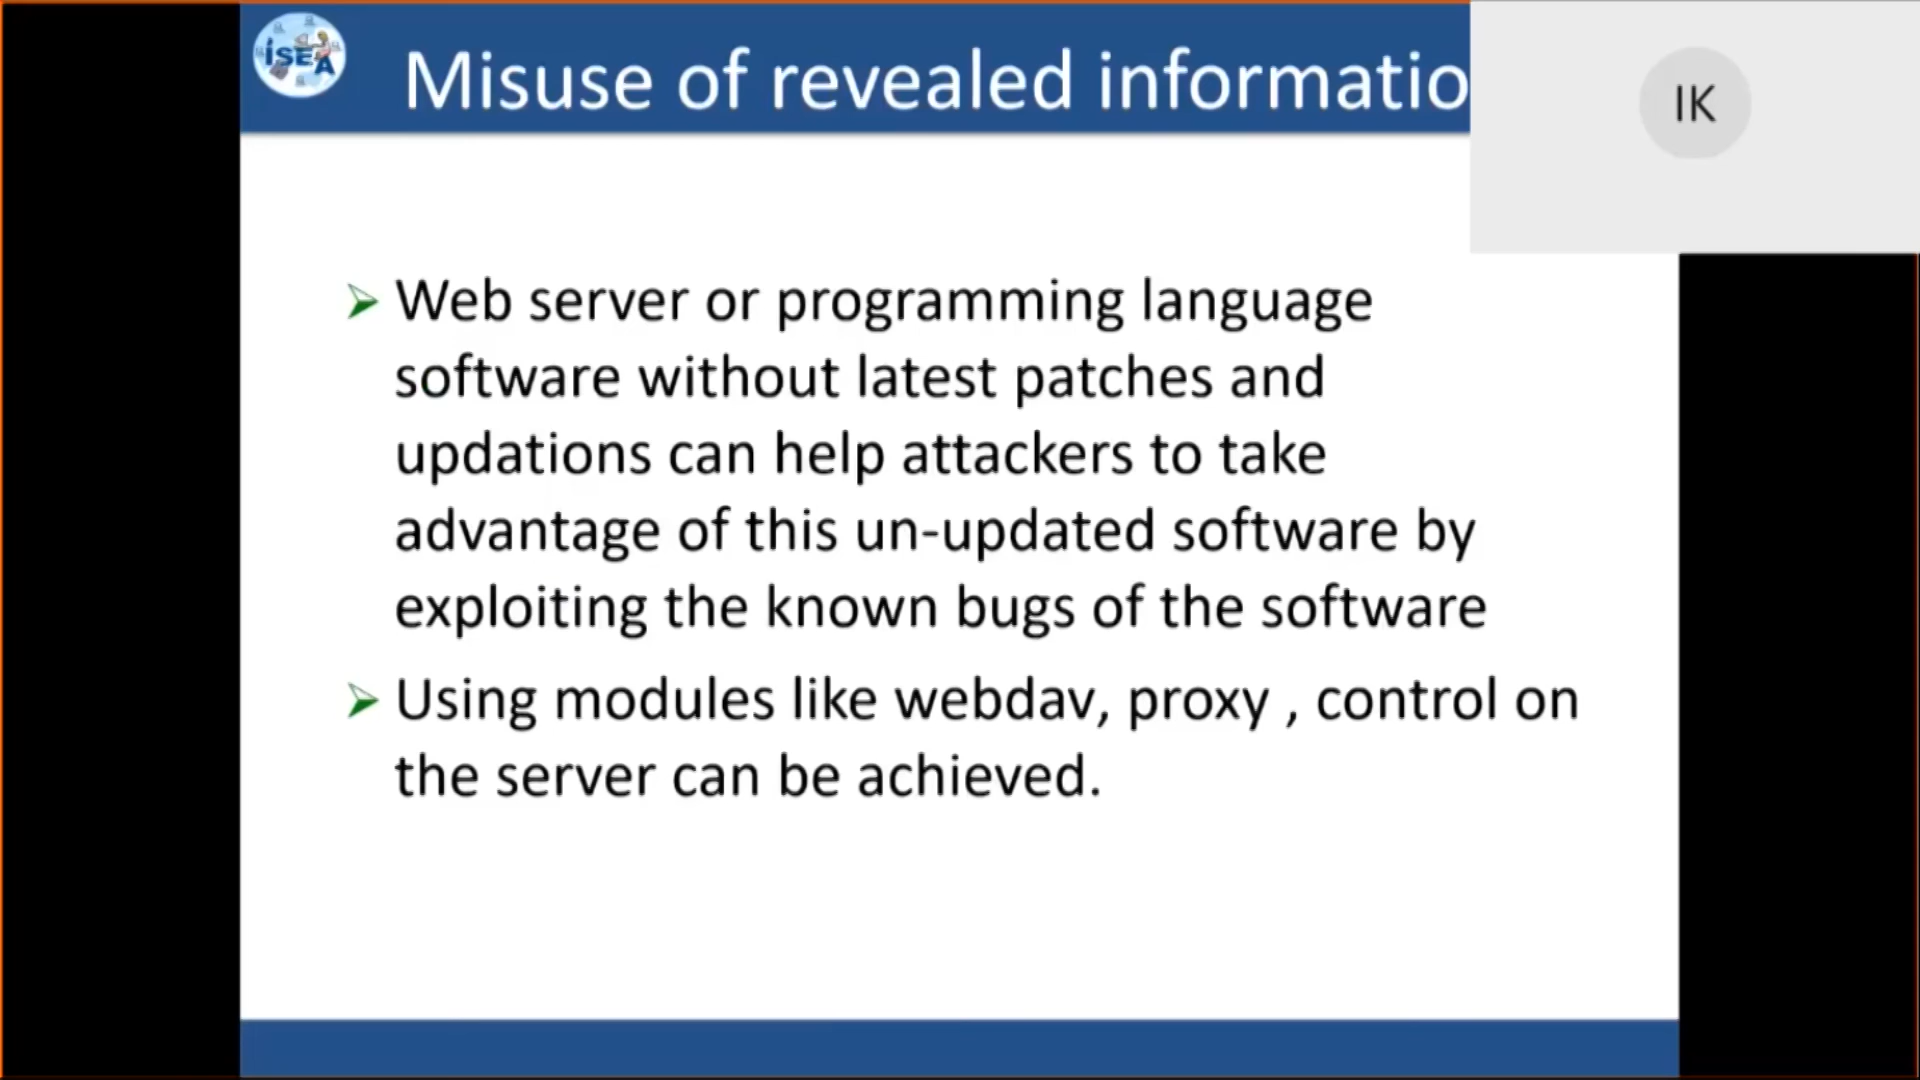 ISEA
Misuse of revealed informatio
IK
Web server or programming language
software without latest patches and
updations can help attackers to take
advantage of this un-updated software by
exploiting the known bugs of the software
Using modules like webdav, proxy , control on
the server can be achieved.